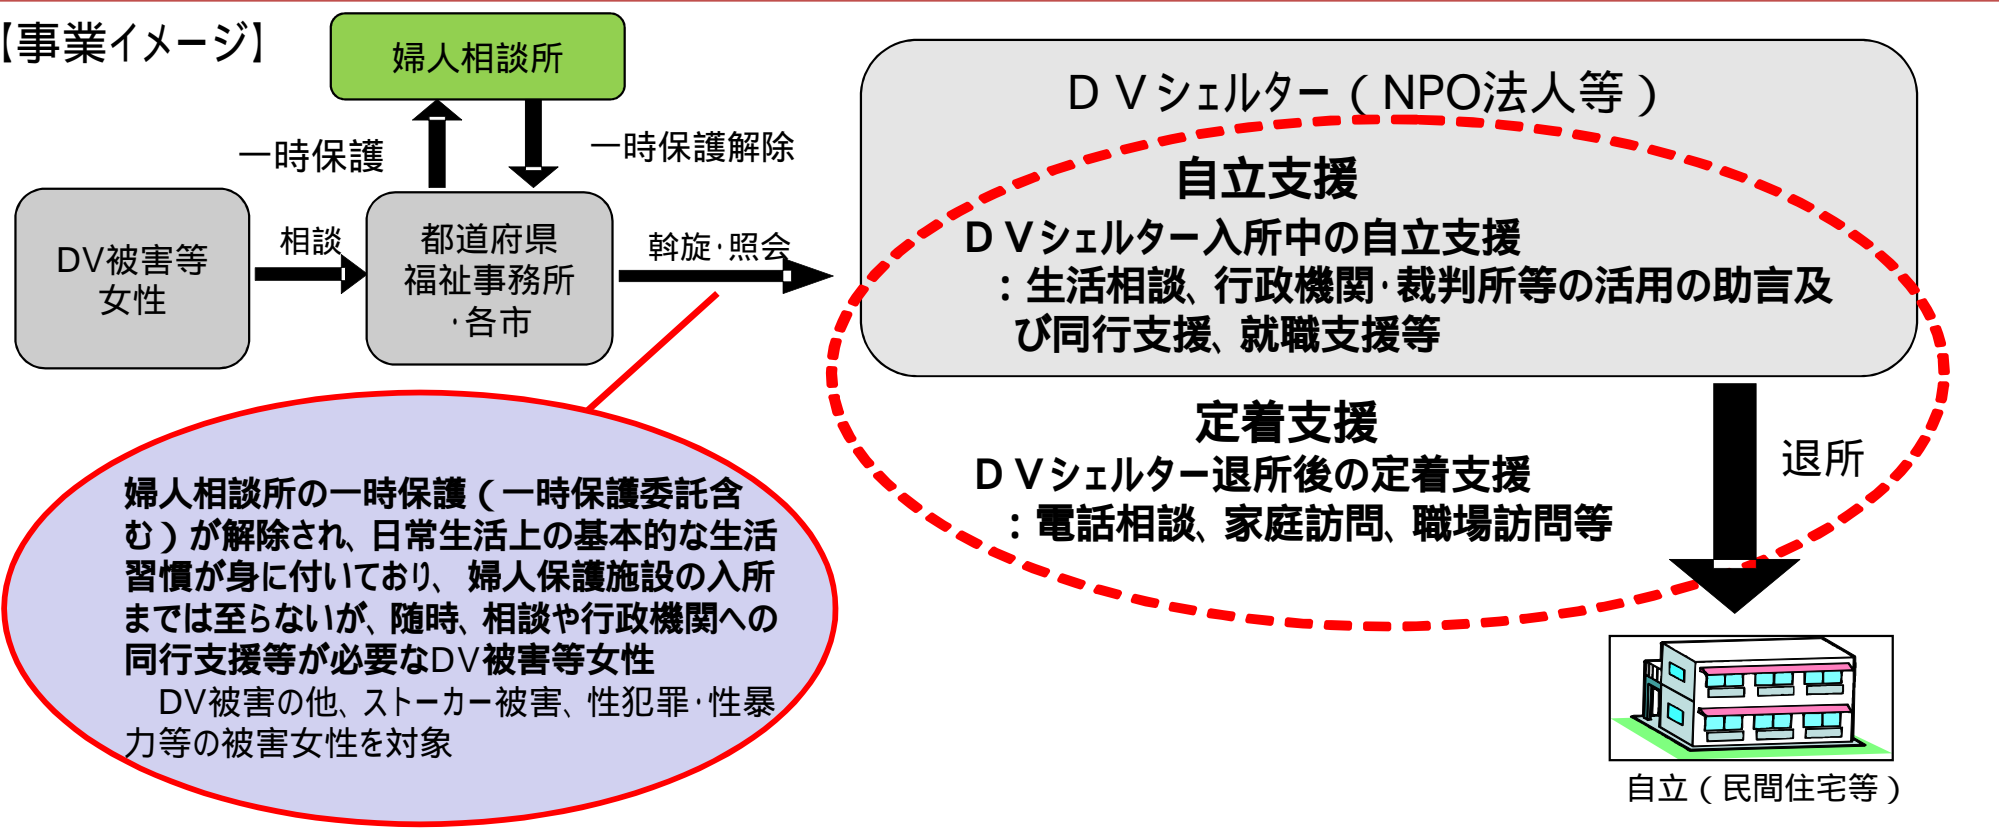 【事業イメージ】
婦人相談所
一時保護
一時保護解除
DV被害等
女性
相談
都道府県
福祉事務所
・各市
斡旋・照会
ＤＶシェルター（NPO法人等）
自立支援
ＤＶシェルター入所中の自立支援
：生活相談、行政機関・裁判所等の活用の助言及
び同行支援、就職支援等
定着支援
ＤＶシェルター退所後の定着支援
：電話相談、家庭訪問、職場訪問等
退所
自立（民間住宅等）
婦人相談所の一時保護（一時保護委託含
む）が解除され、日常生活上の基本的な生活
習慣が身に付いており、婦人保護施設の入所
までは至らないが、随時、相談や行政機関への
同行支援等が必要なDV被害等女性
DV被害の他、ストーカー被害、性犯罪・性暴
力等の被害女性を対象